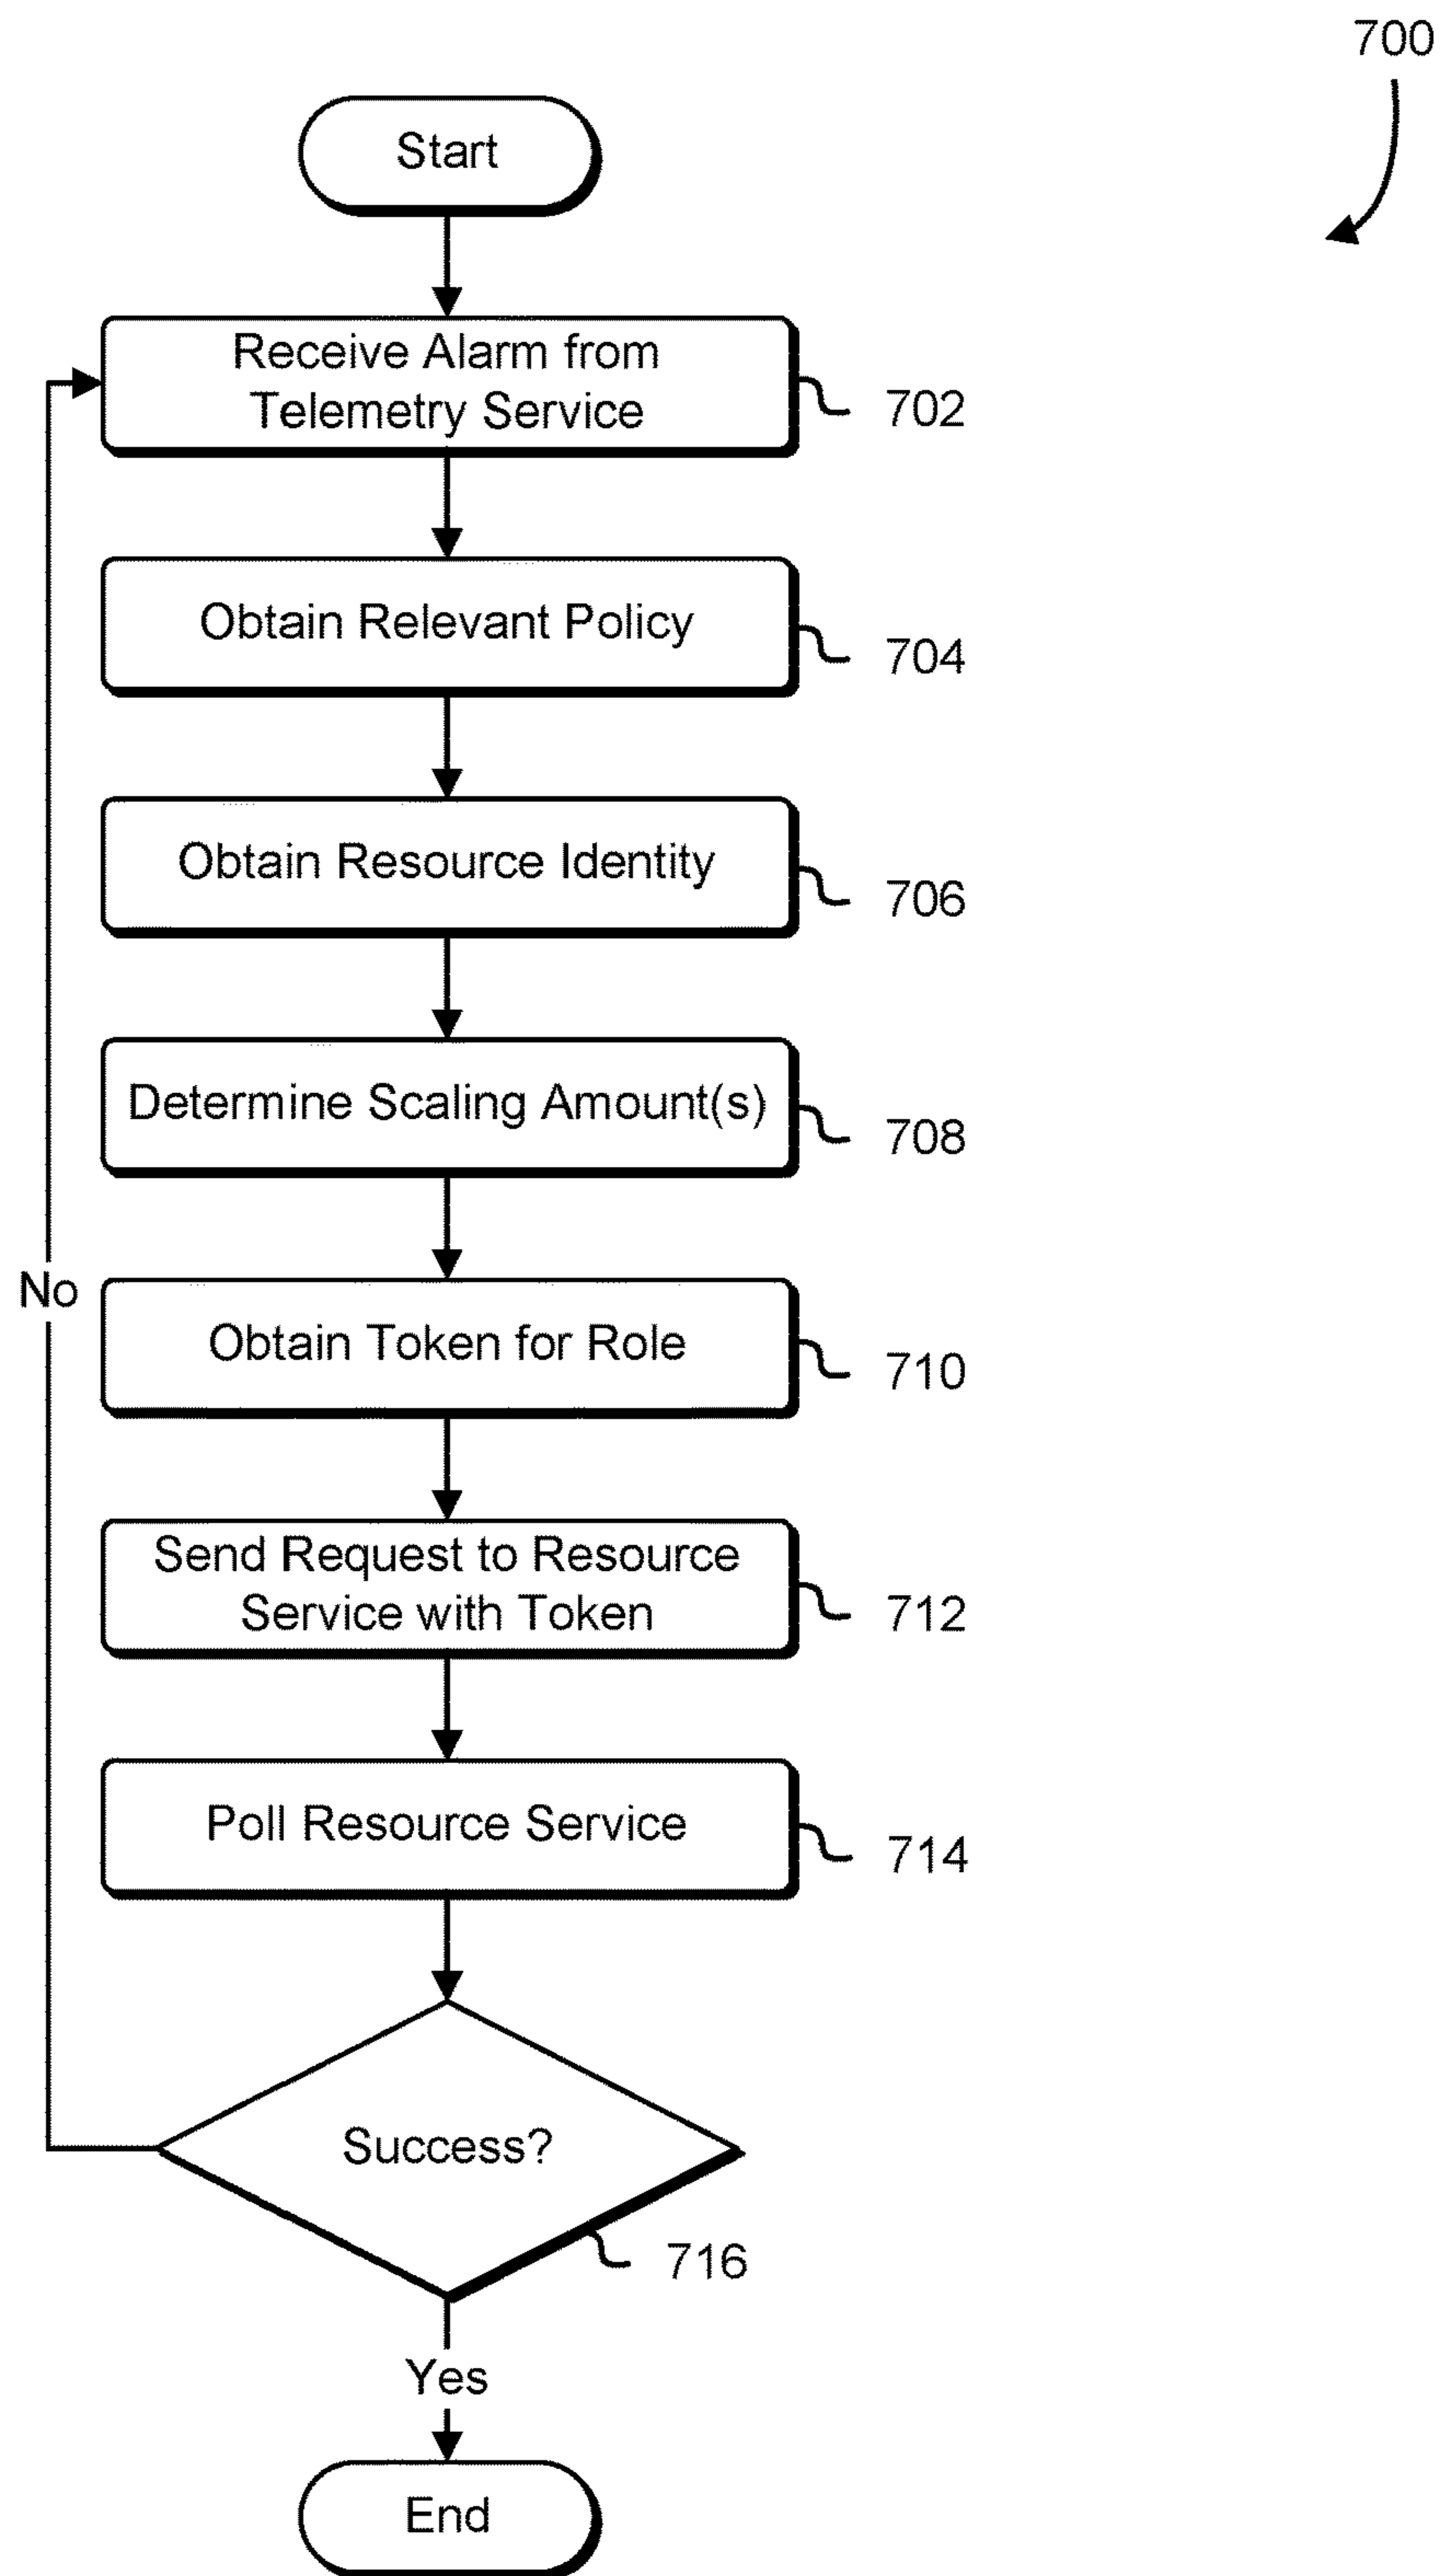 700
Start
Receive Alarm from
Telemetry Service
702
Obtain Relevant Policy
704
Obtain Resource Identity
706
Determine Scaling Amount(s)
708
No
Obtain Token for Role
710
Send Request to Resource
Service with Token
712
Poll Resource Service
714
Success?
716
Yes
End